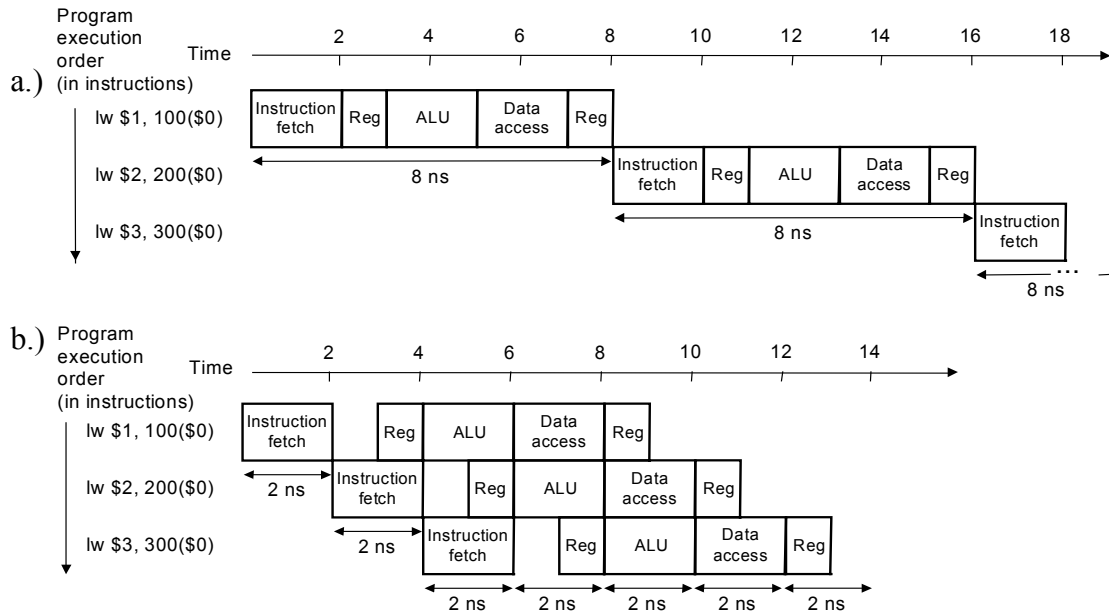 Program
execution
order
(in instructions)
Time
2 4 6 8 10 12 14 16 18
a.)
lw $1, 100($0)
Instruction
fetch
Reg
ALU
Data
access
Reg
8 ns
lw $2, 200($0)
Instruction
fetch
Reg
ALU
Data
access
Reg
8 ns
lw $3, 300($0)
Instruction
fetch
...
8 ns
b.)
Program
execution
order
(in instructions)
Time
2 4 6 8 10 12 14
lw $1, 100($0)
Instruction
fetch
Reg
ALU
Data
access
Reg
2 ns
lw $2, 200($0)
Instruction
fetch
Reg
ALU
Data
access
Reg
2 ns
lw $3, 300($0)
Instruction
fetch
Reg
ALU
Data
access
Reg
2 ns 2 ns 2 ns 2 ns 2 ns